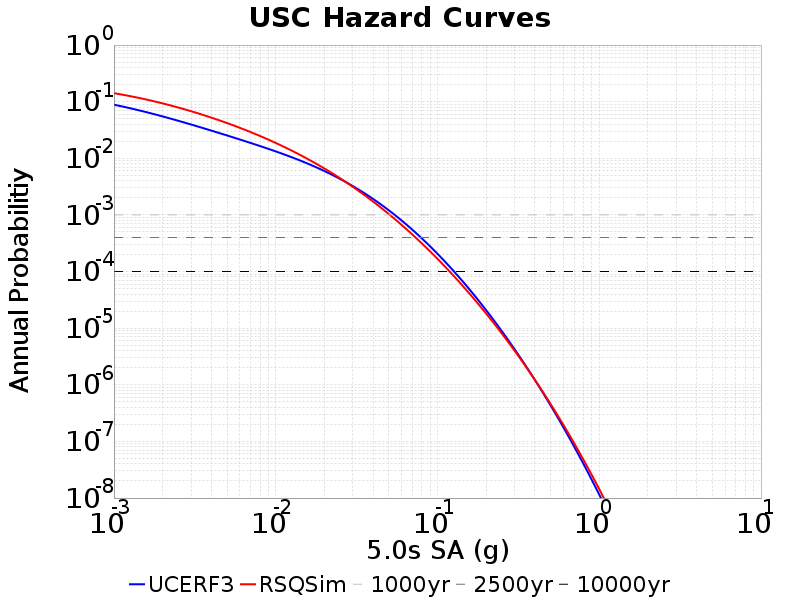 USC Hazard Curves
Annual Probabilitiy
10^0
10^-1
10^-2
10^-3
10^-4
10^-5
10^-6
10^-7
10^-8
10^-3 10^-2 10^-1 10^0 10^1
5.0s SA (g)
UCERF3 RSQSim 1000yr 2500yr 10000yr